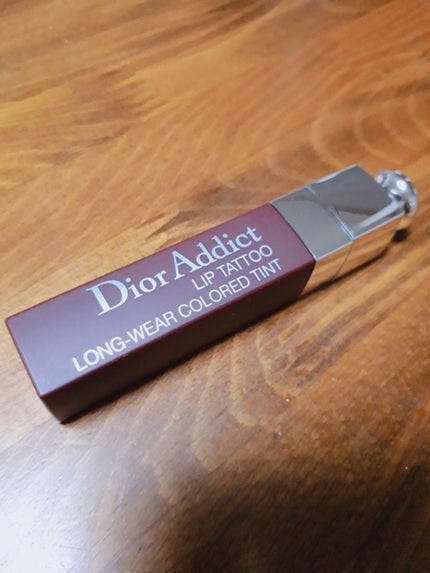 Dior Addict
LIP TATTOO
LONG-WEAR COLORED TINT